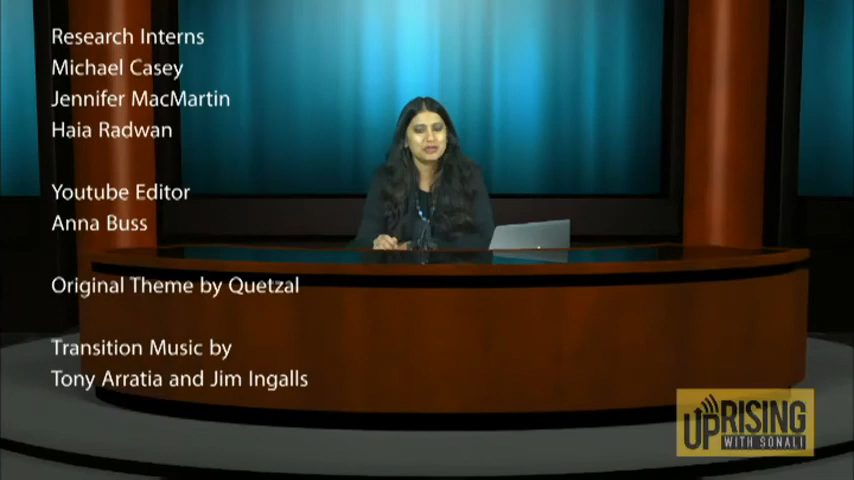 Research Interns
Michael Casey
Jennifer MacMartin
Haia Radwan
Youtube Editor
Anna Buss
Original Theme by Quetzal
Transition Music by
Tony Arratia and Jim Ingalls
UPRISING
WITH SONALI